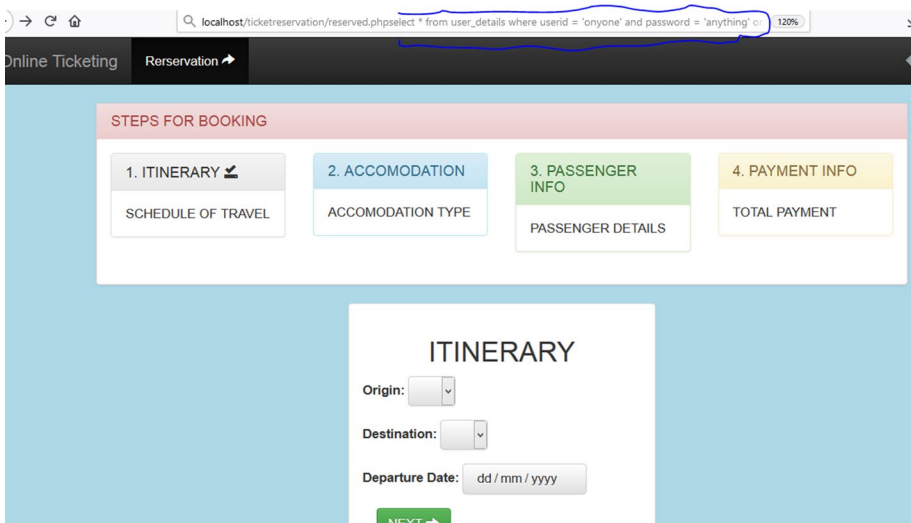 localhost/ticketreservation/reserved.phpselect * from user_details where userid = 'onyone' and password = 'anything' or 120%
Online Ticketing Rerservation
STEPS FOR BOOKING
1. ITINERARY
SCHEDULE OF TRAVEL
2. ACCOMODATION
ACCOMODATION TYPE
3. PASSENGER
INFO
PASSENGER DETAILS
4. PAYMENT INFO
TOTAL PAYMENT
ITINERARY
Origin:
Destination:
Departure Date: dd / mm / yyyy
NEXT